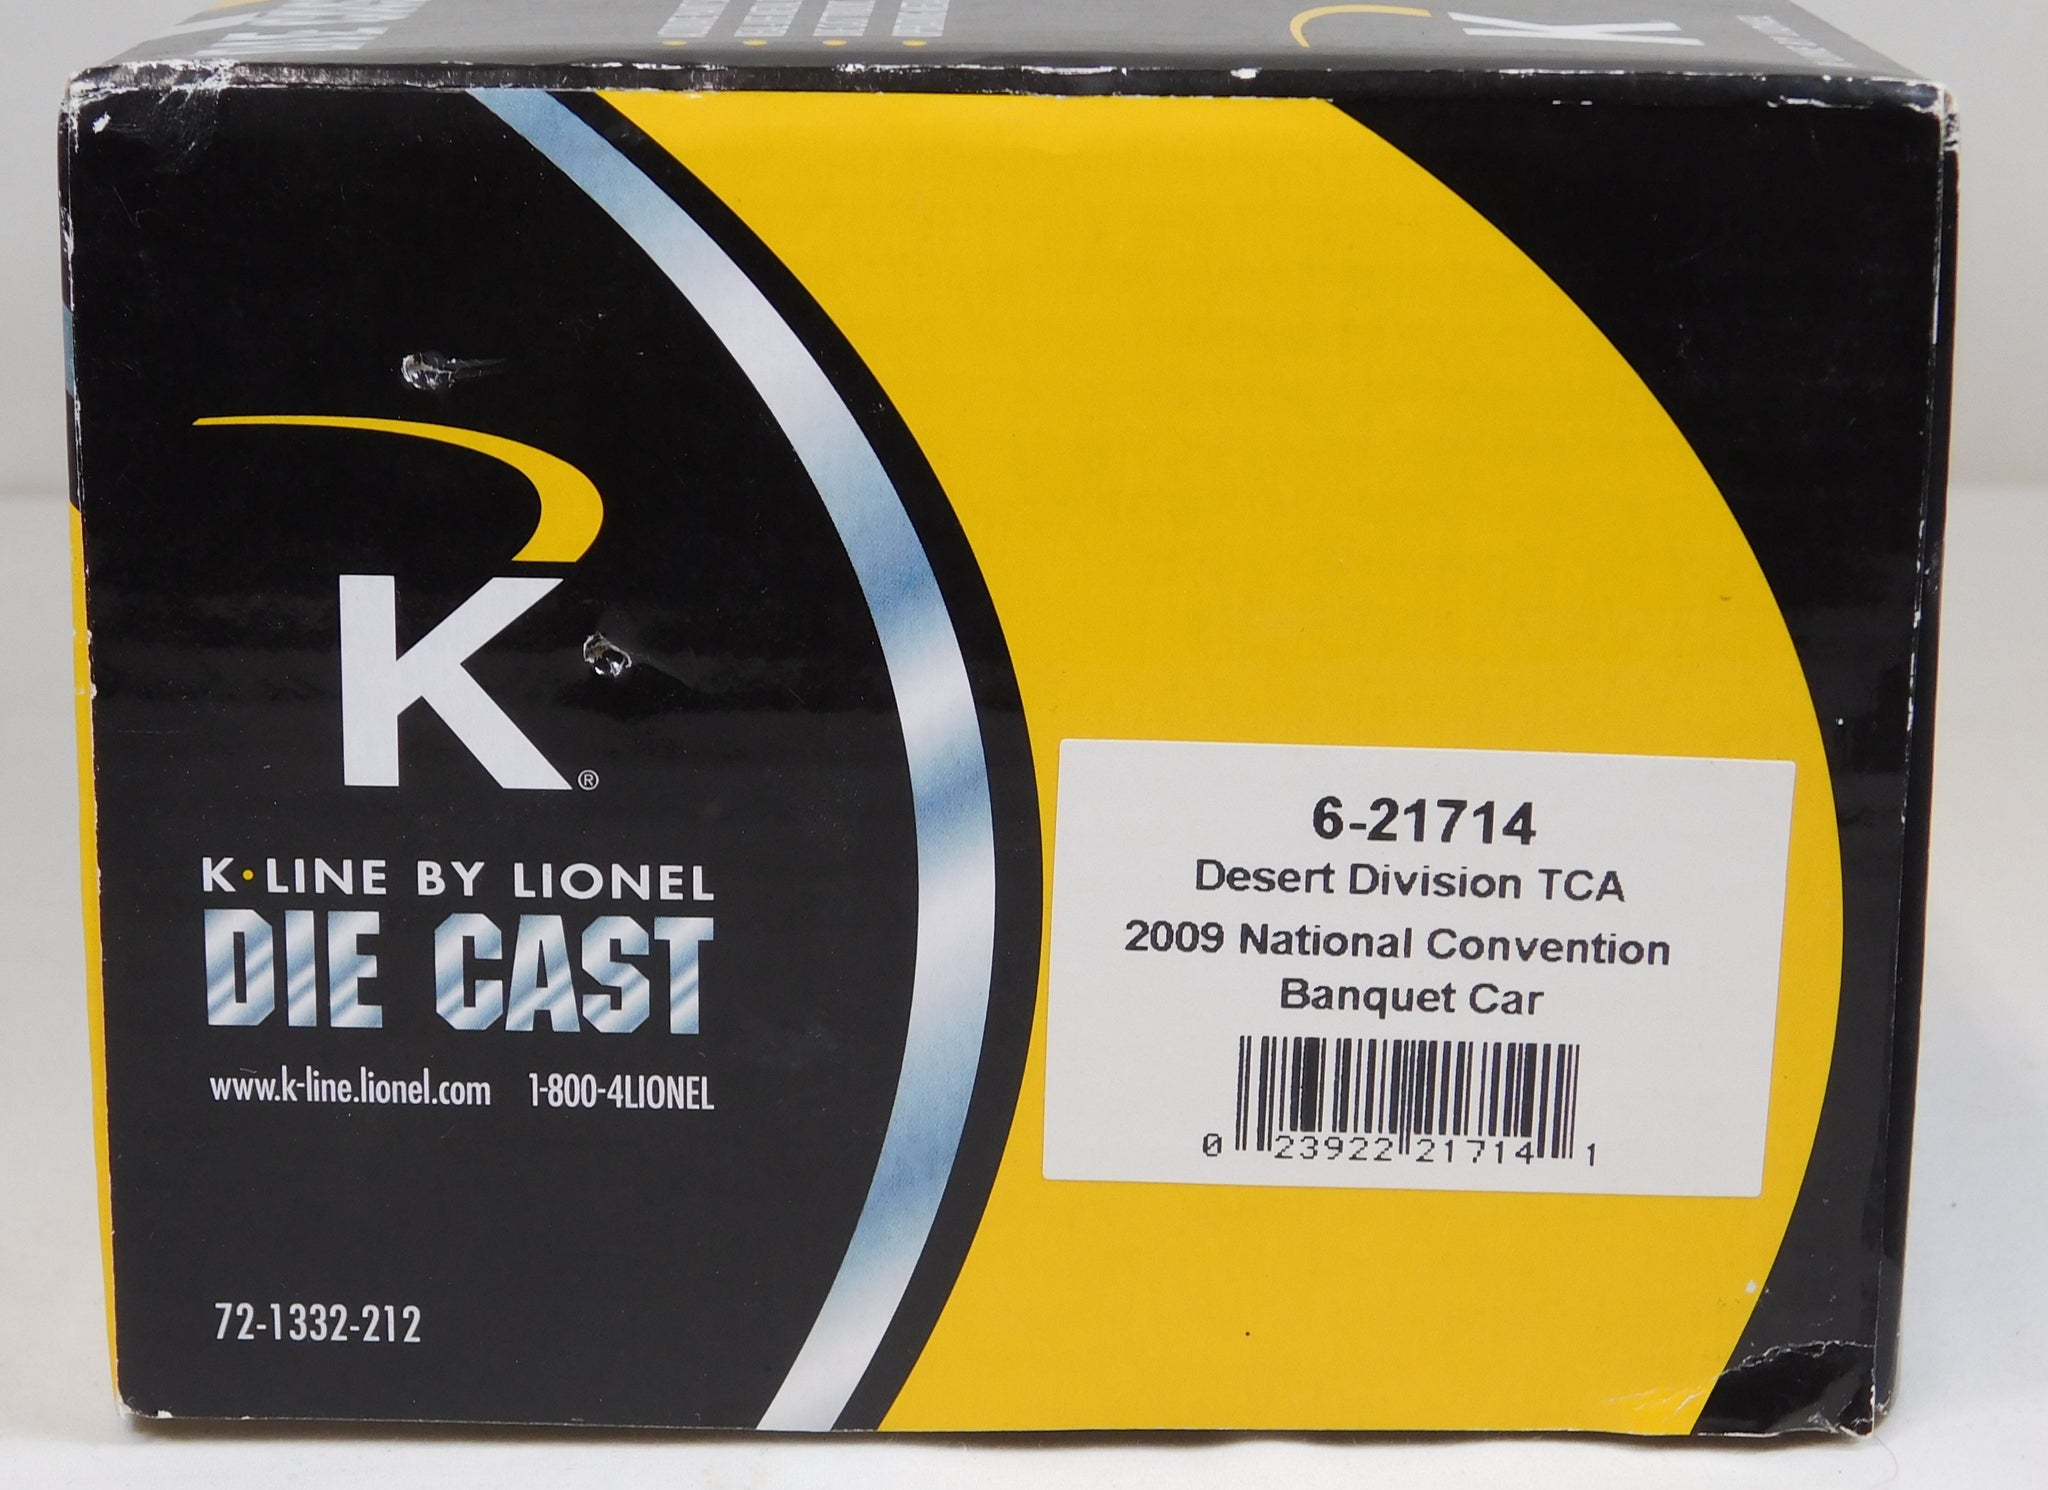 K
®
K·LINE BY LIONEL
DIE CAST
www.k-line.lionel.com 1-800-4LIONEL
72-1332-212
6-21714
Desert Division TCA
2009 National Convention
Banquet Car
0 23922 21714 1
K